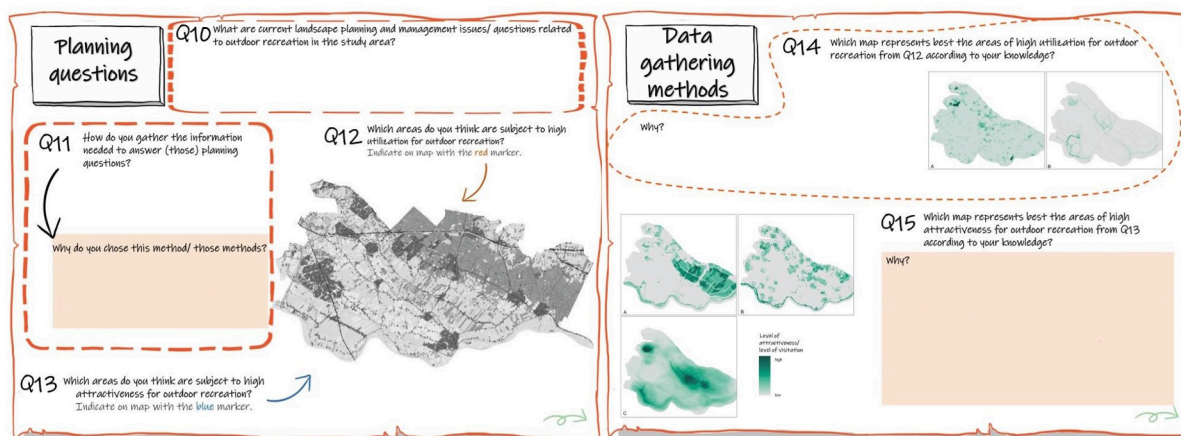 Planning
questions
Q10 What are current landscape planning and management issues/ questions related
to outdoor recreation in the study area?
Q11 How do you gather the information
needed to answer (those) planning
questions?
Why do you chose this method/ those methods?
Q12 Which areas do you think are subject to high
utilization for outdoor recreation?
Indicate on map with the red marker.
Q13 Which areas do you think are subject to high
attractiveness for outdoor recreation?
Indicate on map with the blue marker.
Data
gathering
methods
Q14 Which map represents best the areas of high utilization for outdoor
recreation from Q12 according to your knowledge?
Why?
A
B
Q15 Which map represents best the areas of high
attractiveness for outdoor recreation from Q13
according to your knowledge?
Why?
A
B
C
Level of
attractiveness/
level of visitation
high
low